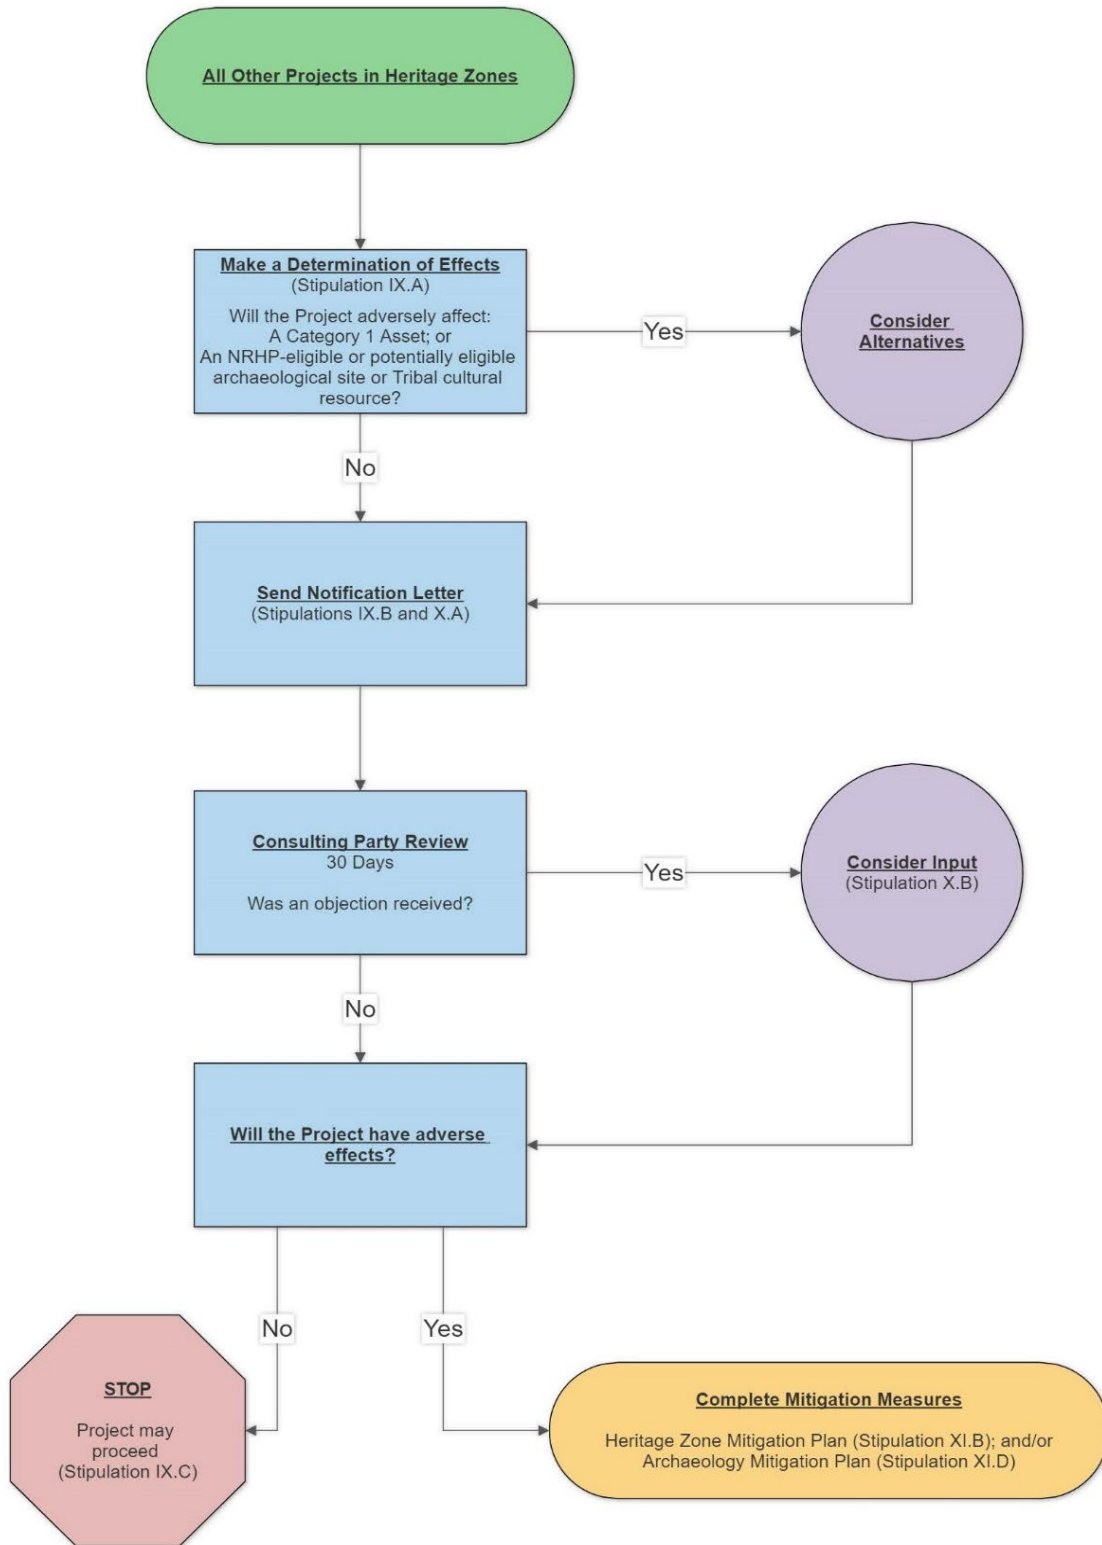 All Other Projects in Heritage Zones
Make a Determination of Effects
(Stipulation IX.A)
Will the Project adversely affect:
A Category 1 Asset; or
An NRHP-eligible or potentially eligible
archaeological site or Tribal cultural
resource?
Yes
Consider
Alternatives
No
Send Notification Letter
(Stipulations IX.B and X.A)
Consulting Party Review
30 Days
Was an objection received?
Yes
Consider Input
(Stipulation X.B)
No
Will the Project have adverse
effects?
No
Yes
STOP
Project may
proceed
(Stipulation IX.C)
Complete Mitigation Measures
Heritage Zone Mitigation Plan (Stipulation XI.B); and/or
Archaeology Mitigation Plan (Stipulation XI.D)